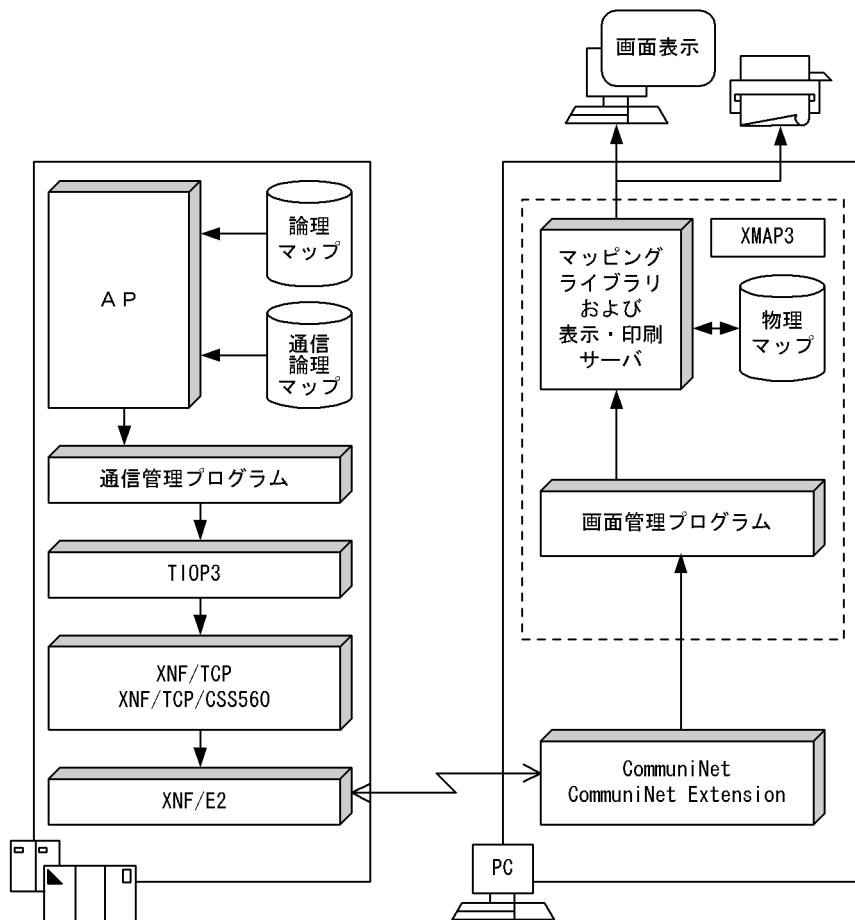 画面表示
AP
論理
マップ
通信
論理
マップ
通信管理プログラム
TIOP3
XNF/TCP
XNF/TCP/CSS560
XNF/E2
XMAP3
マッピング
ライブラリ
および
表示・印刷
サーバ
物理
マップ
画面管理プログラム
CommuniNet
CommuniNet Extension
PC